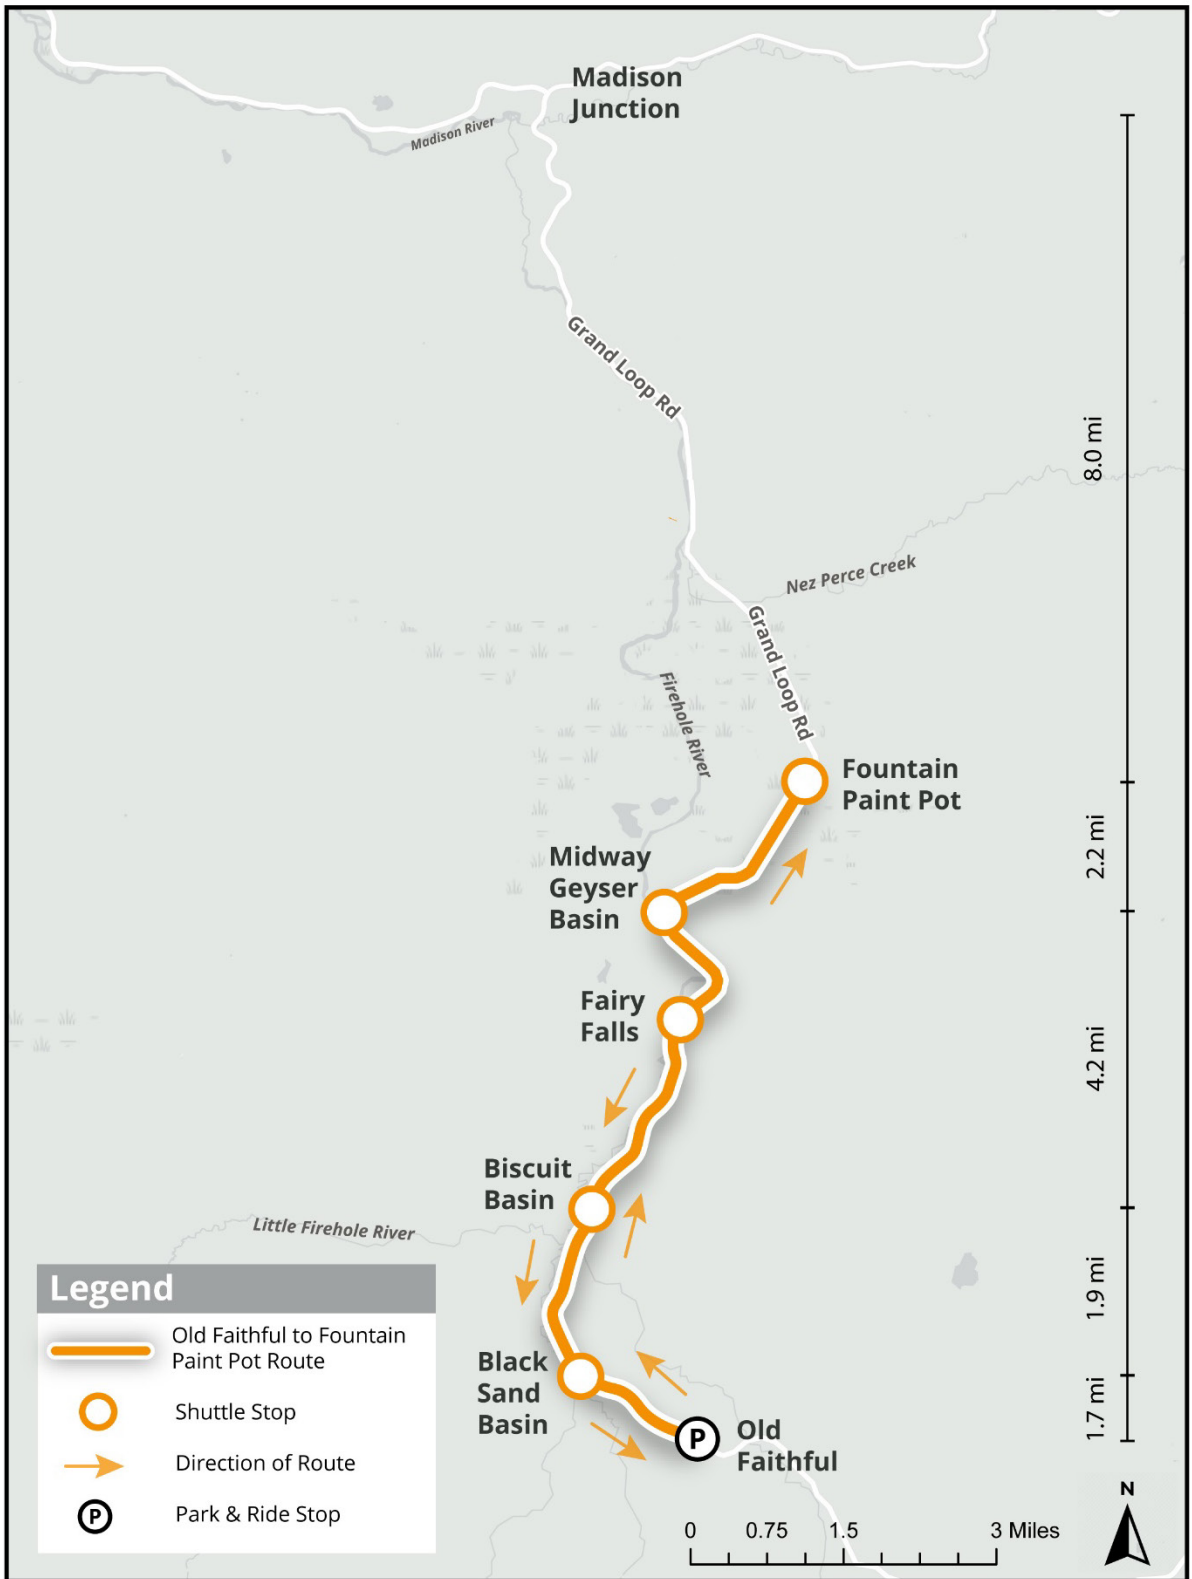 Madison
Junction
Madison River
Grand Loop Rd
8.0 mi
Nez Perce Creek
Grand Loop Rd
Firehole River
Fountain
Paint Pot
2.2 mi
Midway
Geyser
Basin
Fairy
Falls
4.2 mi
Biscuit
Basin
Little Firehole River
1.9 mi
Black
Sand
Basin
1.7 mi
P
Old
Faithful
Legend
Old Faithful to Fountain
Paint Pot Route
Shuttle Stop
Direction of Route
P
Park & Ride Stop
0 0.75 1.5 3 Miles
N